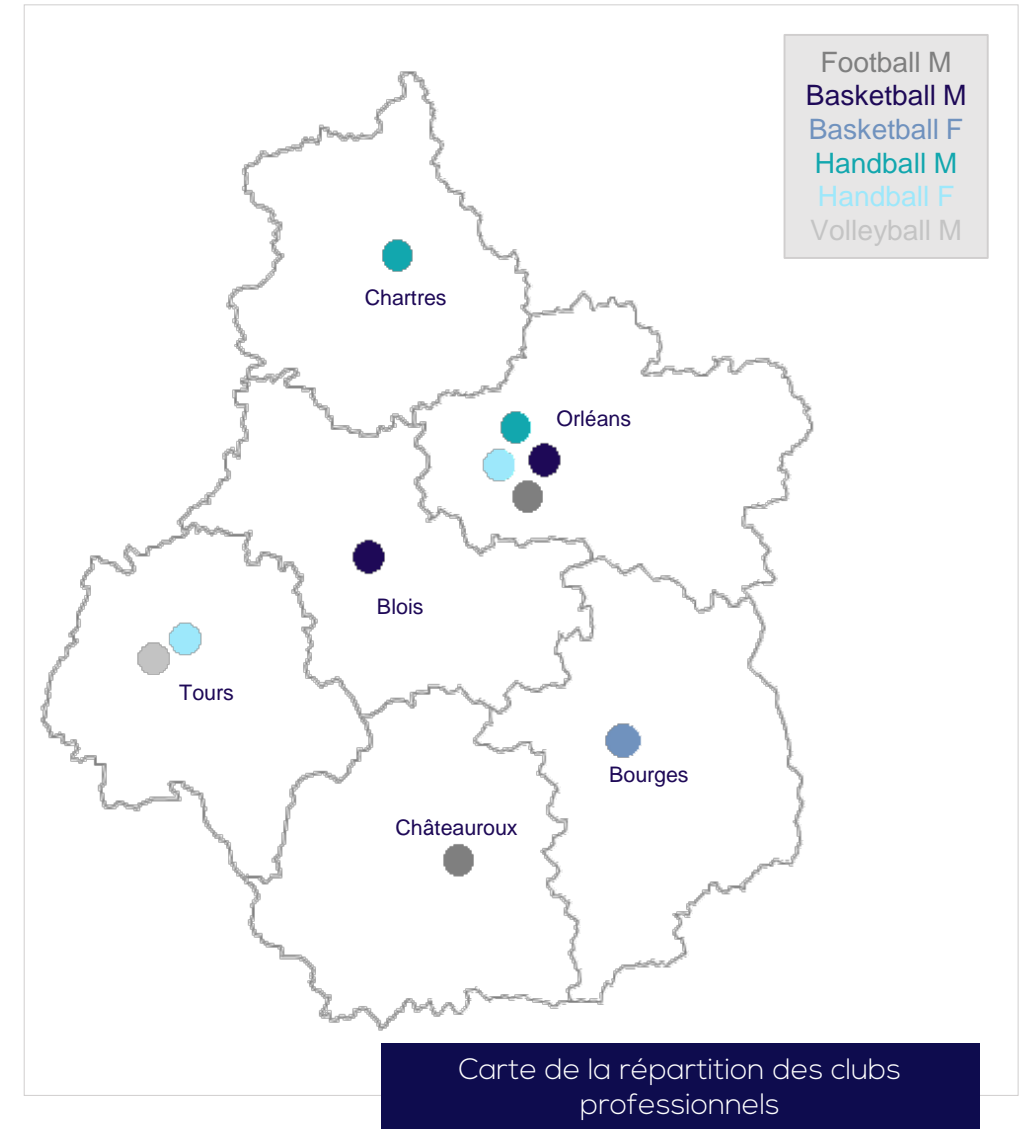 Football M
Basketball M
Basketball F
Handball M
Handball F
Volleyball M
Chartres
Orléans
Blois
Tours
Bourges
Châteauroux
Carte de la répartition des clubs
professionnels